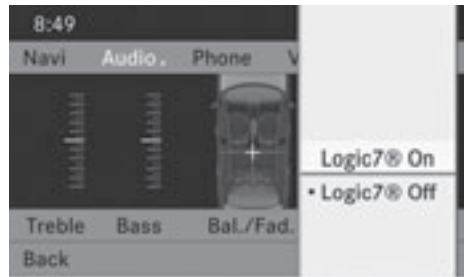 8:49
Navi Audio. Phone V
Logic7® On
• Logic7® Off
Treble Bass Bal./Fad.
Back